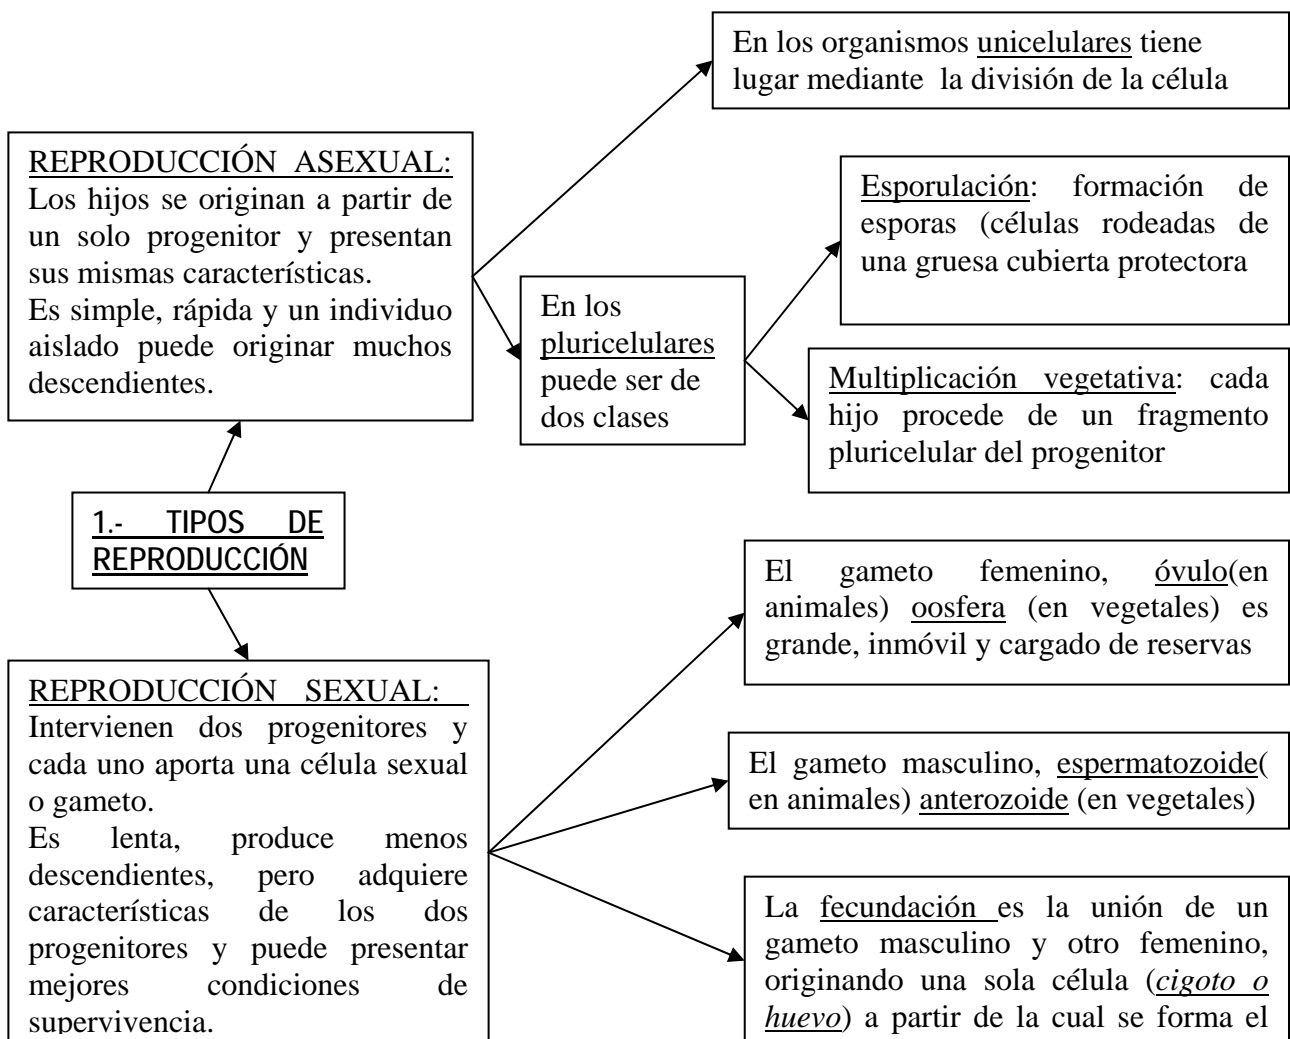 En los organismos unicelulares tiene
lugar mediante la división de la célula
REPRODUCCIÓN ASEXUAL:
Los hijos se originan a partir de
un solo progenitor y presentan
sus mismas características.
Es simple, rápida y un individuo
aislado puede originar muchos
descendientes.
Esporulación: formación de
esporas (células rodeadas de
una gruesa cubierta protectora
En los
pluricelulares
puede ser de
dos clases
Multiplicación vegetativa: cada
hijo procede de un fragmento
pluricelular del progenitor
1.- TIPOS DE
REPRODUCCIÓN
El gameto femenino, óvulo(en
animales) oosfera (en vegetales) es
grande, inmóvil y cargado de reservas
REPRODUCCIÓN SEXUAL:
Intervienen dos progenitores y
cada uno aporta una célula sexual
o gameto.
Es lenta, produce menos
descendientes, pero adquiere
características de los dos
progenitores y puede presentar
mejores condiciones de
supervivencia.
El gameto masculino, espermatozoide(
en animales) anterozoide (en vegetales)
La fecundación es la unión de un
gameto masculino y otro femenino,
originando una sola célula (cigoto o
huevo) a partir de la cual se forma el